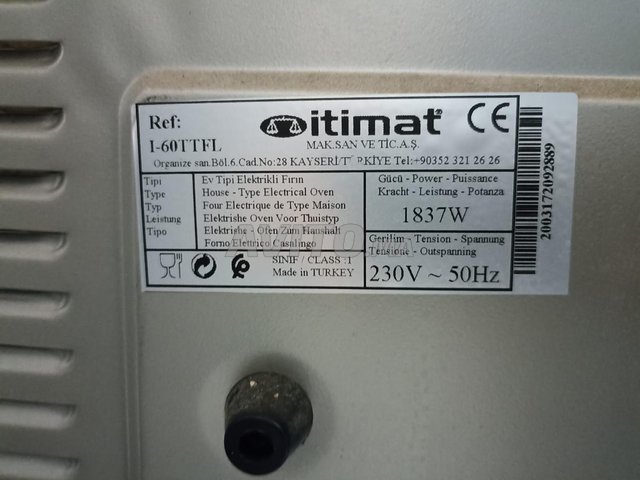 Ref:
I-60TTFL
itimat®
MAK.SAN VE TİC.A.Ş.
CE
Organize san.Böl.6.Cad.No:28 KAYSERİ/ Tel:+90352 321 26 26
Tipi
Type
Typ
Leistung
Tipo
Ev Tipi Elektrikli Fırın
House - Type Electrical Oven
Four Electrique de Type Maison
Elektrishe Oven Voor Thuistyp
Elektrishe - Ofen Zum Haushalt
Forno Elettrico Casalingo
SINIF / CLASS :1
Made in TURKEY
Gücü - Power - Puissance
Kracht - Leistung - Potanza
1837W
Gerilim - Tension - Spannung
Tensione - Outspanning
230V ~ 50Hz
2003172092889